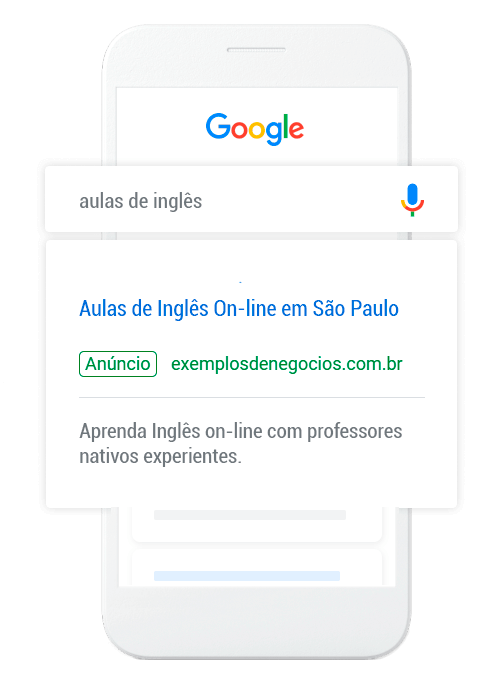 Google
aulas de inglês
Aulas de Inglês On-line em São Paulo
Anúncio exemplosdenegocios.com.br
Aprenda Inglês on-line com professores
nativos experientes.